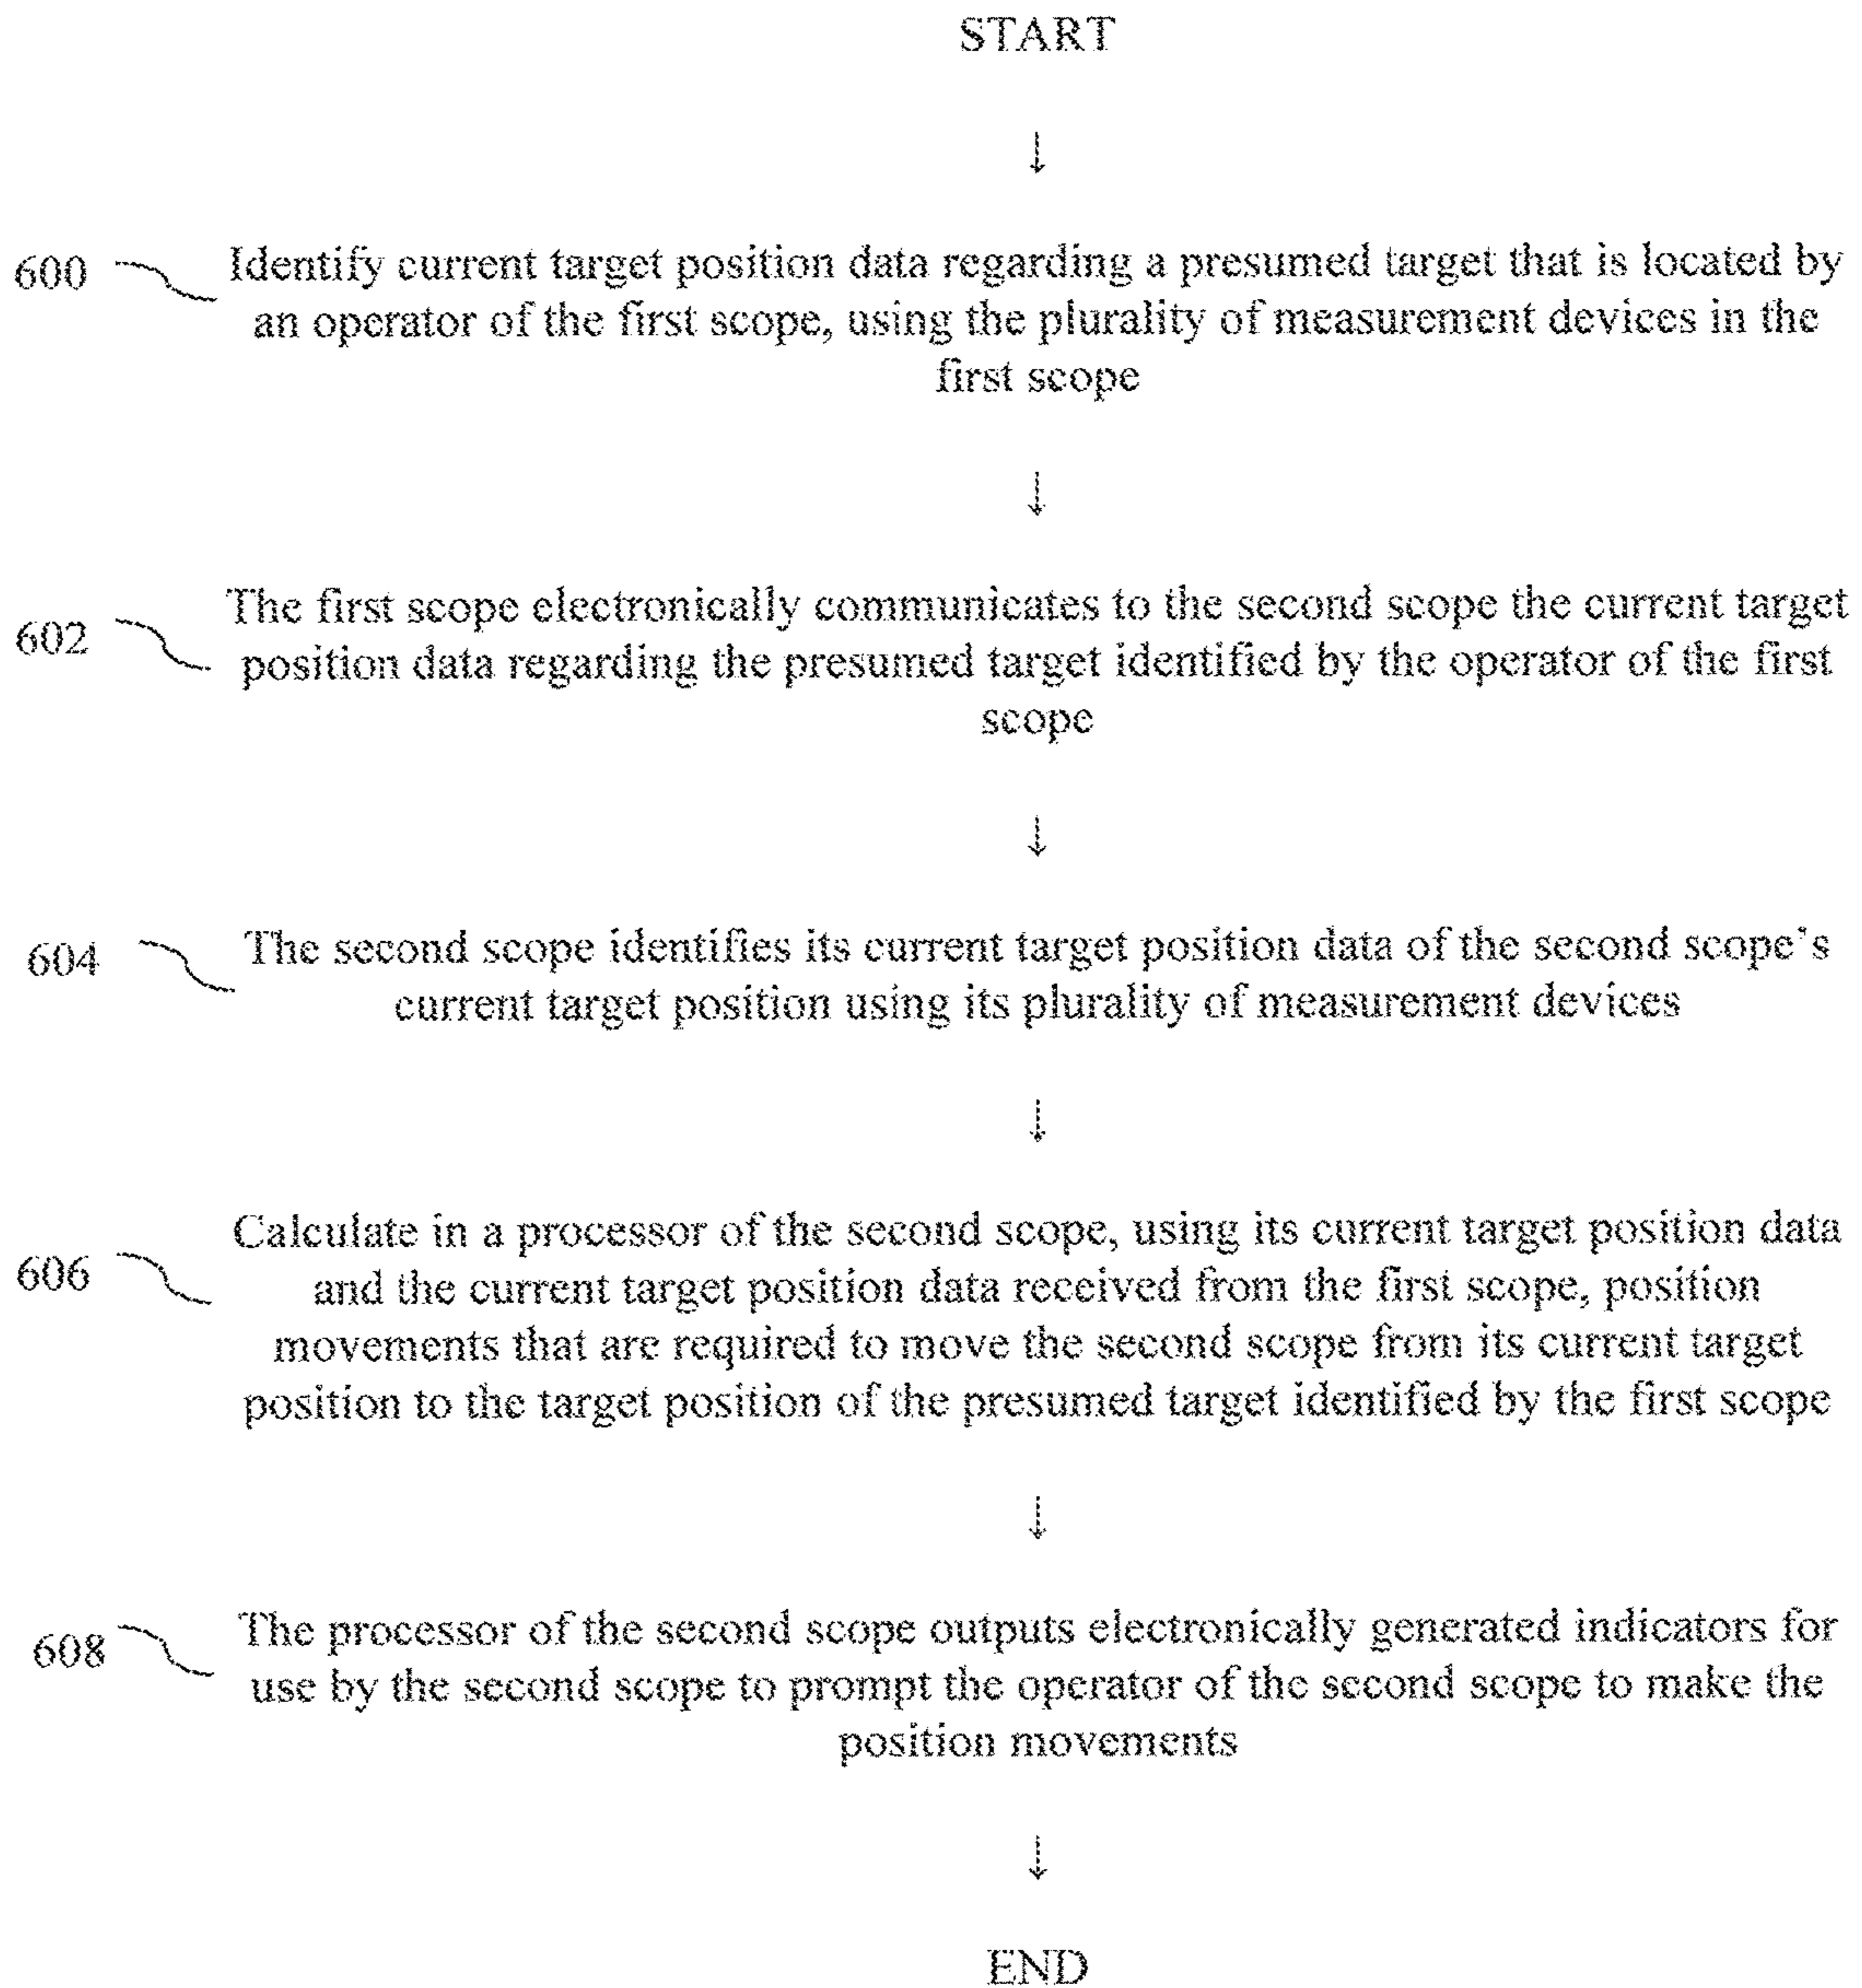 START
↓
600 Identify current target position data regarding a presumed target that is located by
an operator of the first scope, using the plurality of measurement devices in the
first scope
↓
602 The first scope electronically communicates to the second scope the current target
position data regarding the presumed target identified by the operator of the first
scope
↓
604 The second scope identifies its current target position data of the second scope's
current target position using its plurality of measurement devices
↓
606 Calculate in a processor of the second scope, using its current target position data
and the current target position data received from the first scope, position
movements that are required to move the second scope from its current target
position to the target position of the presumed target identified by the first scope
↓
608 The processor of the second scope outputs electronically generated indicators for
use by the second scope to prompt the operator of the second scope to make the
position movements
↓
END